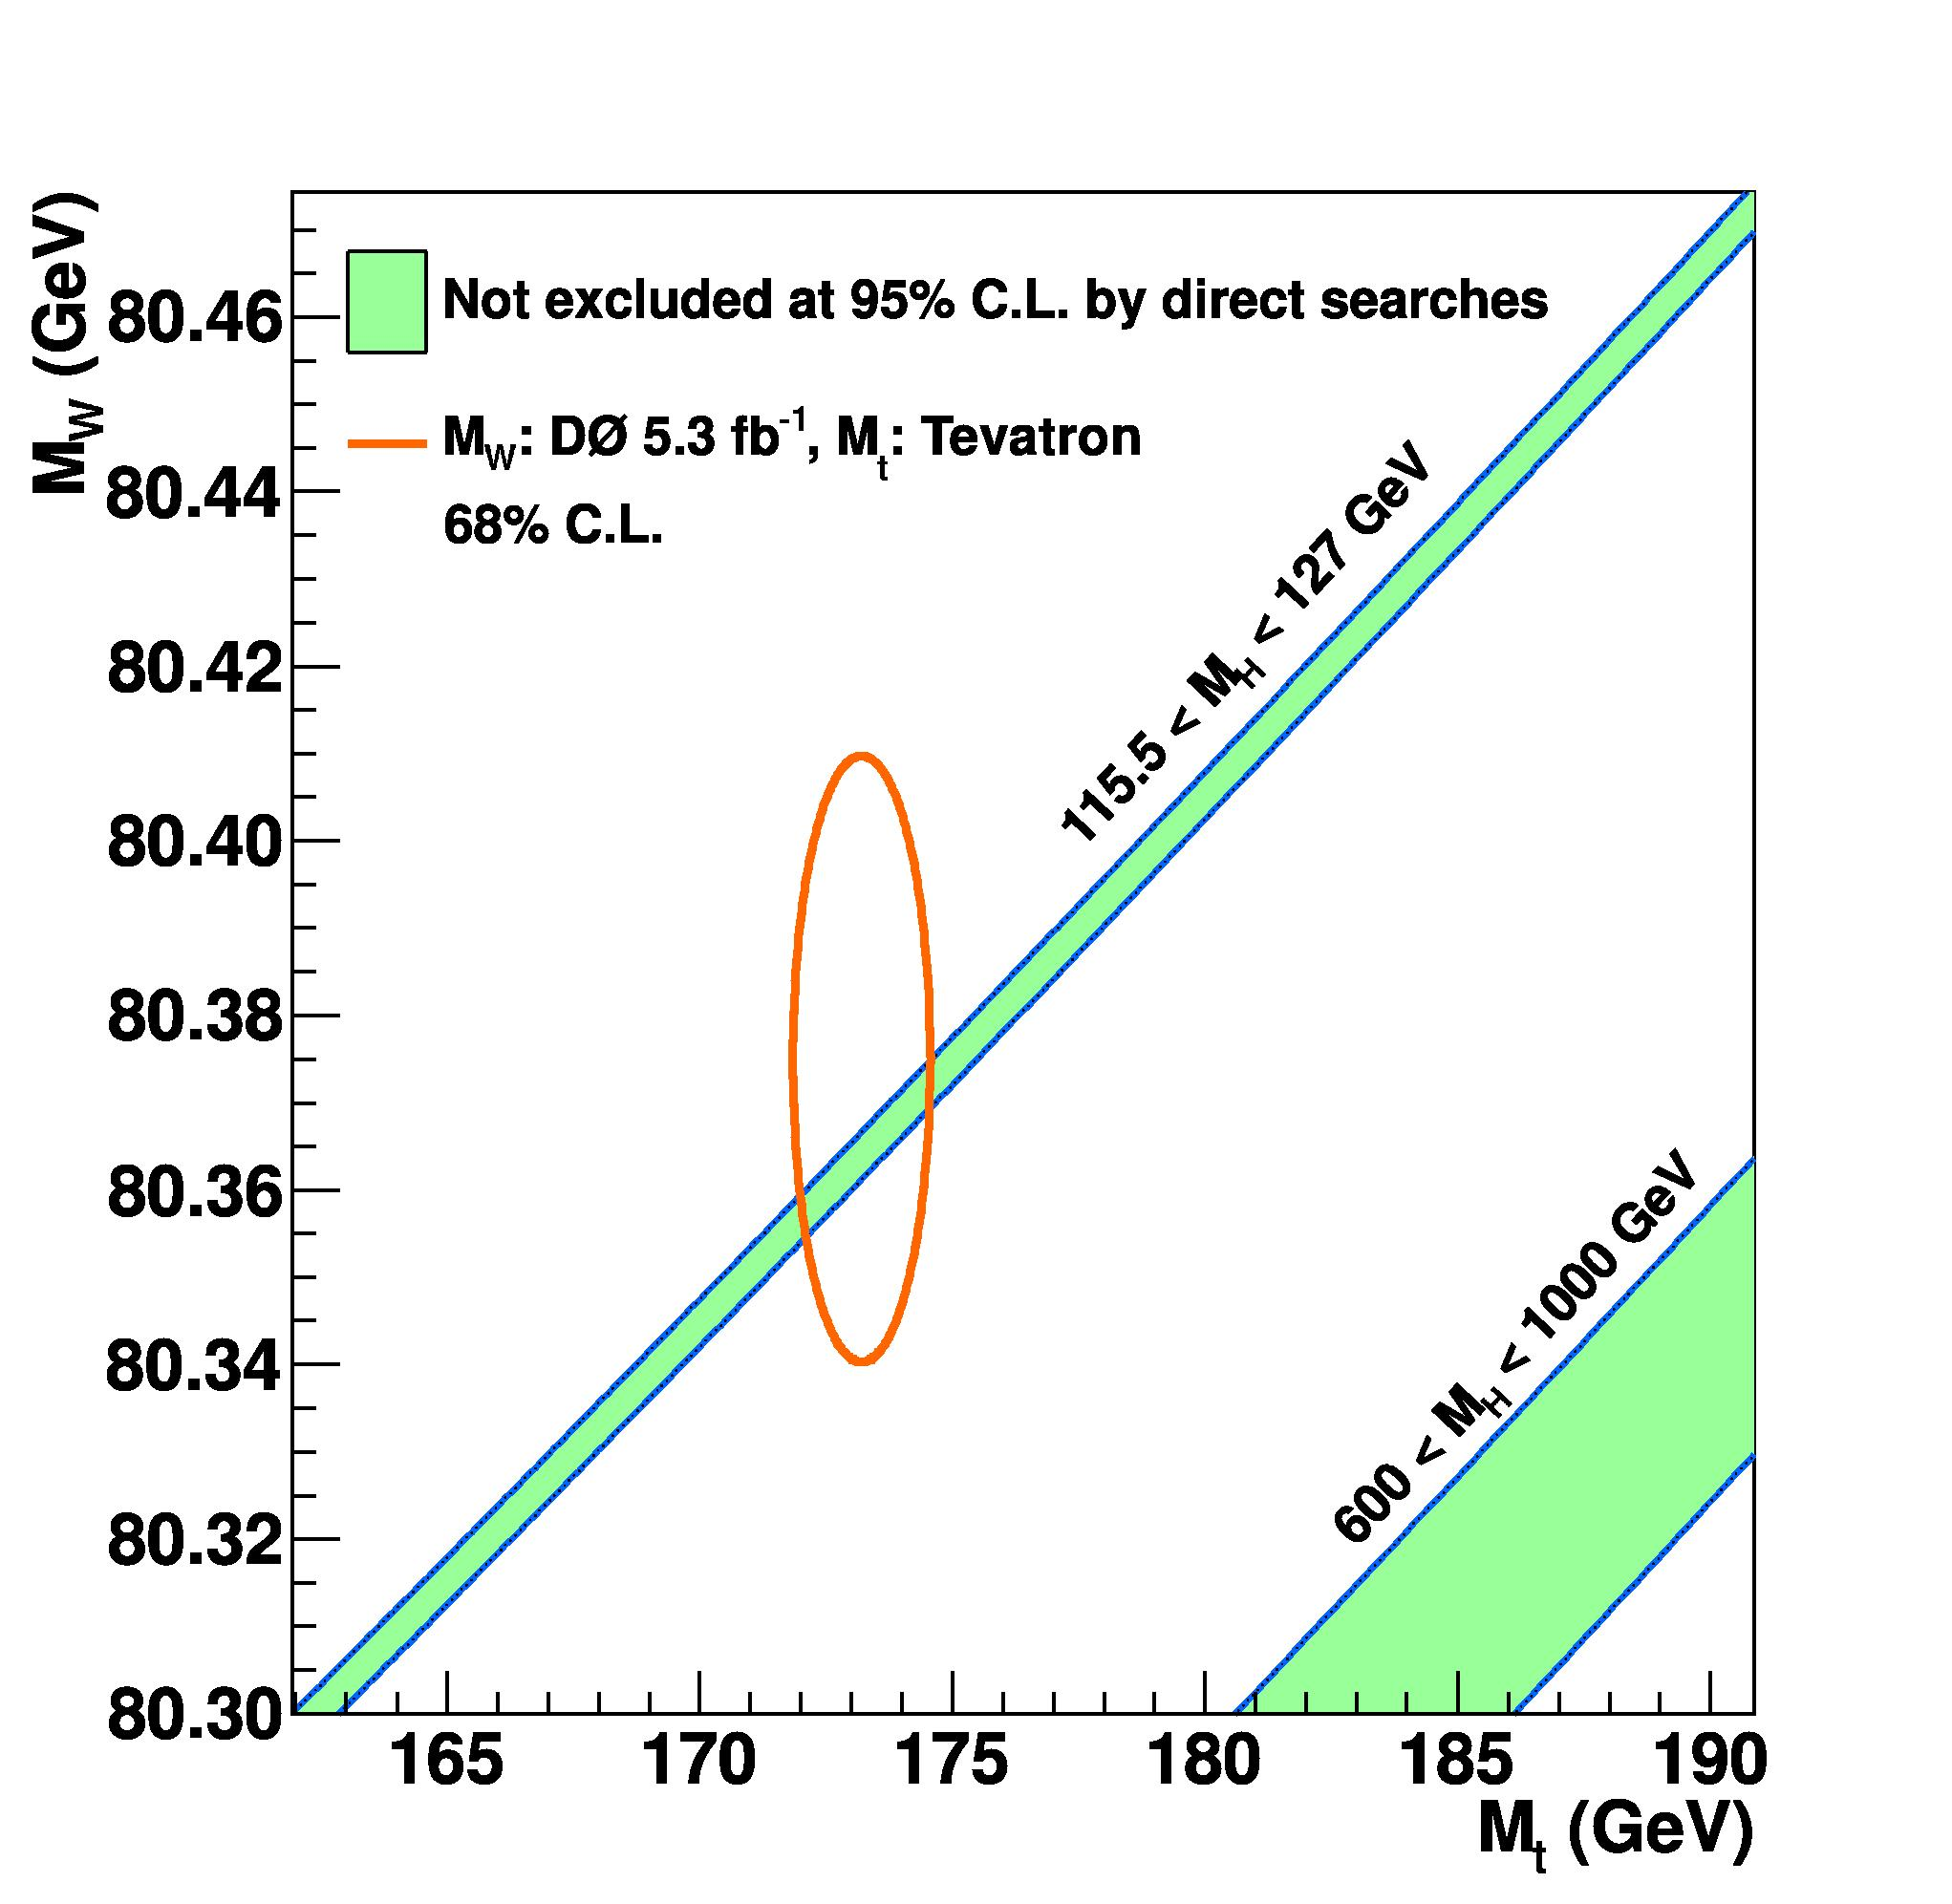 M_W (GeV)
80.46
80.44
80.42
80.40
80.38
80.36
80.34
80.32
80.30
Not excluded at 95% C.L. by direct searches
M_W: DØ 5.3 fb^-1, M_t: Tevatron
68% C.L.
115.5 < M_H < 127 GeV
600 < M_H < 1000 GeV
165 170 175 180 185 190
M_t (GeV)